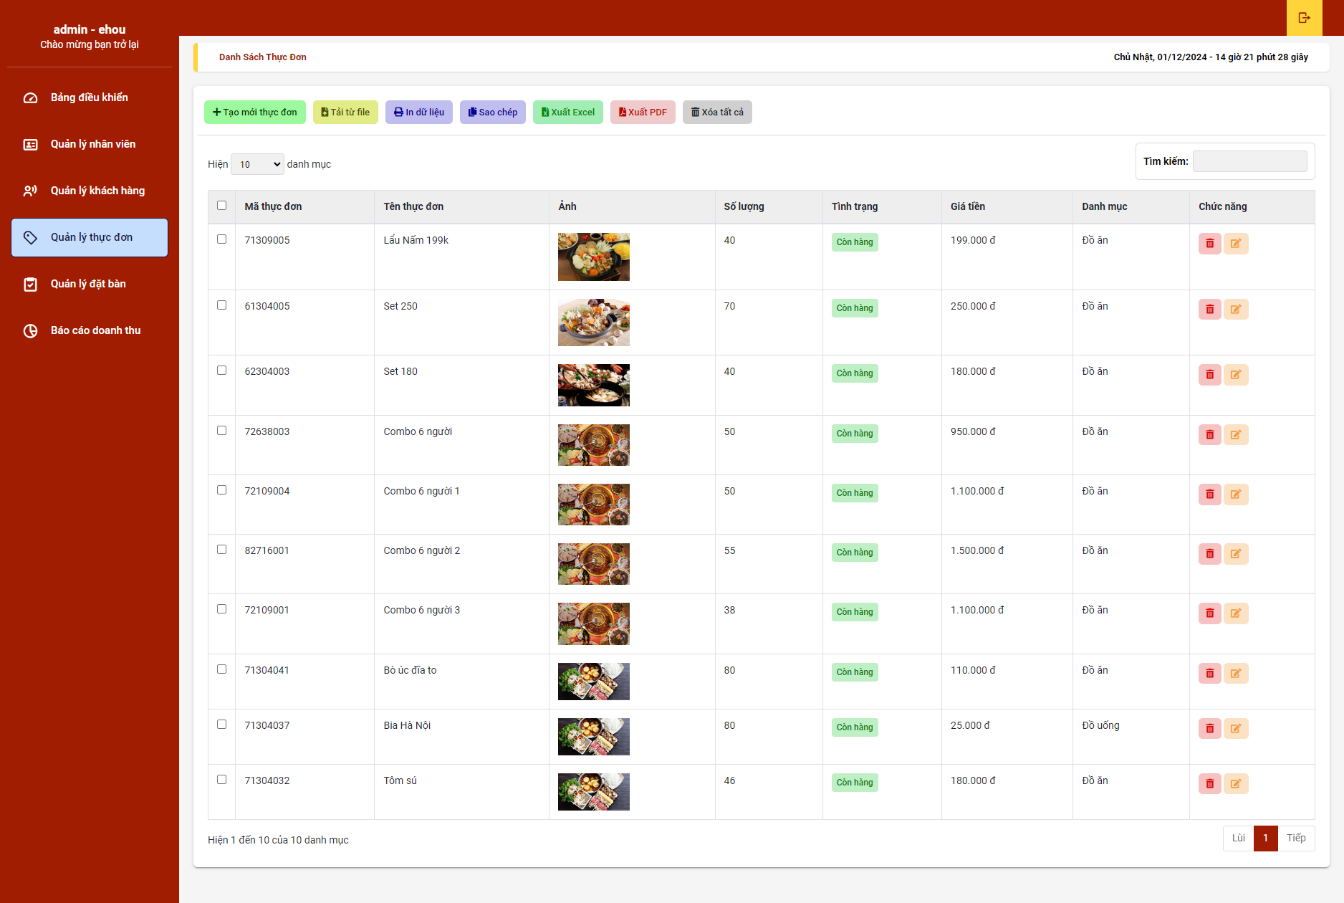 admin - ehou
Chào mừng bạn trở lại
Bảng điều khiển
Quản lý nhân viên
Quản lý khách hàng
Quản lý thực đơn
Quản lý đặt bàn
Báo cáo doanh thu
Danh Sách Thực Đơn
Chủ Nhật, 01/12/2024 - 14 giờ 21 phút 28 giây
Tạo mới thực đơn Tải từ file In dữ liệu Sao chép Xuất Excel Xuất PDF Xóa tất cả
Hiện 10 danh mục
Tìm kiếm:
Mã thực đơn Tên thực đơn Ảnh Số lượng Tình trạng Giá tiền Danh mục Chức năng
71309005 Lẩu Nấm 199k 40 Còn hàng 199.000 đ Đồ ăn
61304005 Set 250 70 Còn hàng 250.000 đ Đồ ăn
62304003 Set 180 40 Còn hàng 180.000 đ Đồ ăn
72638003 Combo 6 người 50 Còn hàng 950.000 đ Đồ ăn
72109004 Combo 6 người 1 50 Còn hàng 1.100.000 đ Đồ ăn
82716001 Combo 6 người 2 55 Còn hàng 1.500.000 đ Đồ ăn
72109001 Combo 6 người 3 38 Còn hàng 1.100.000 đ Đồ ăn
71304041 Bò úc đĩa to 80 Còn hàng 110.000 đ Đồ ăn
71304037 Bia Hà Nội 80 Còn hàng 25.000 đ Đồ uống
71304032 Tôm sú 46 Còn hàng 180.000 đ Đồ ăn
Hiện 1 đến 10 của 10 danh mục
Lùi 1 Tiếp